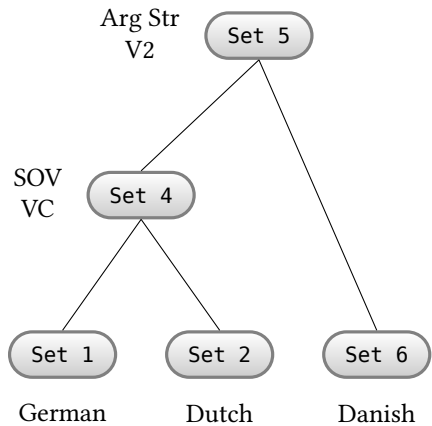 Arg Str
V2
Set 5
SOV
VC
Set 4
Set 1
Set 2
Set 6
German
Dutch
Danish